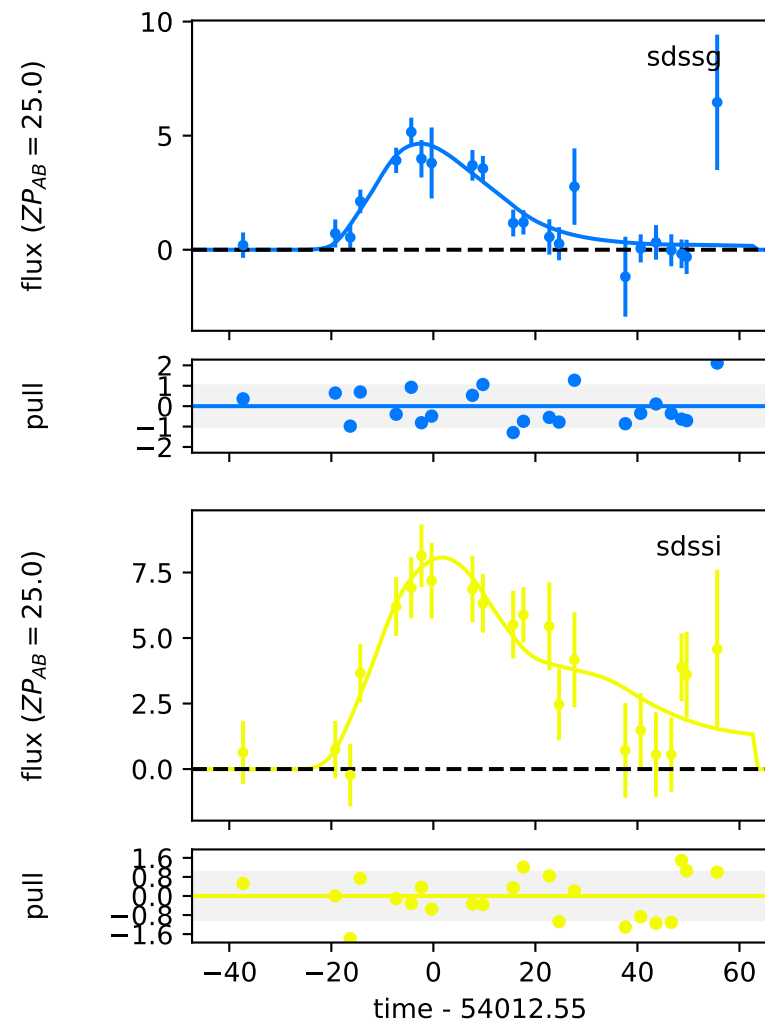 10
sdssg
5
0
flux (ZP_AB = 25.0)
2
1
0
−1
−2
pull
sdssi
7.5
5.0
2.5
0.0
flux (ZP_AB = 25.0)
1.6
0.8
0.0
−0.8
−1.6
pull
−40 −20 0 20 40 60
time - 54012.55